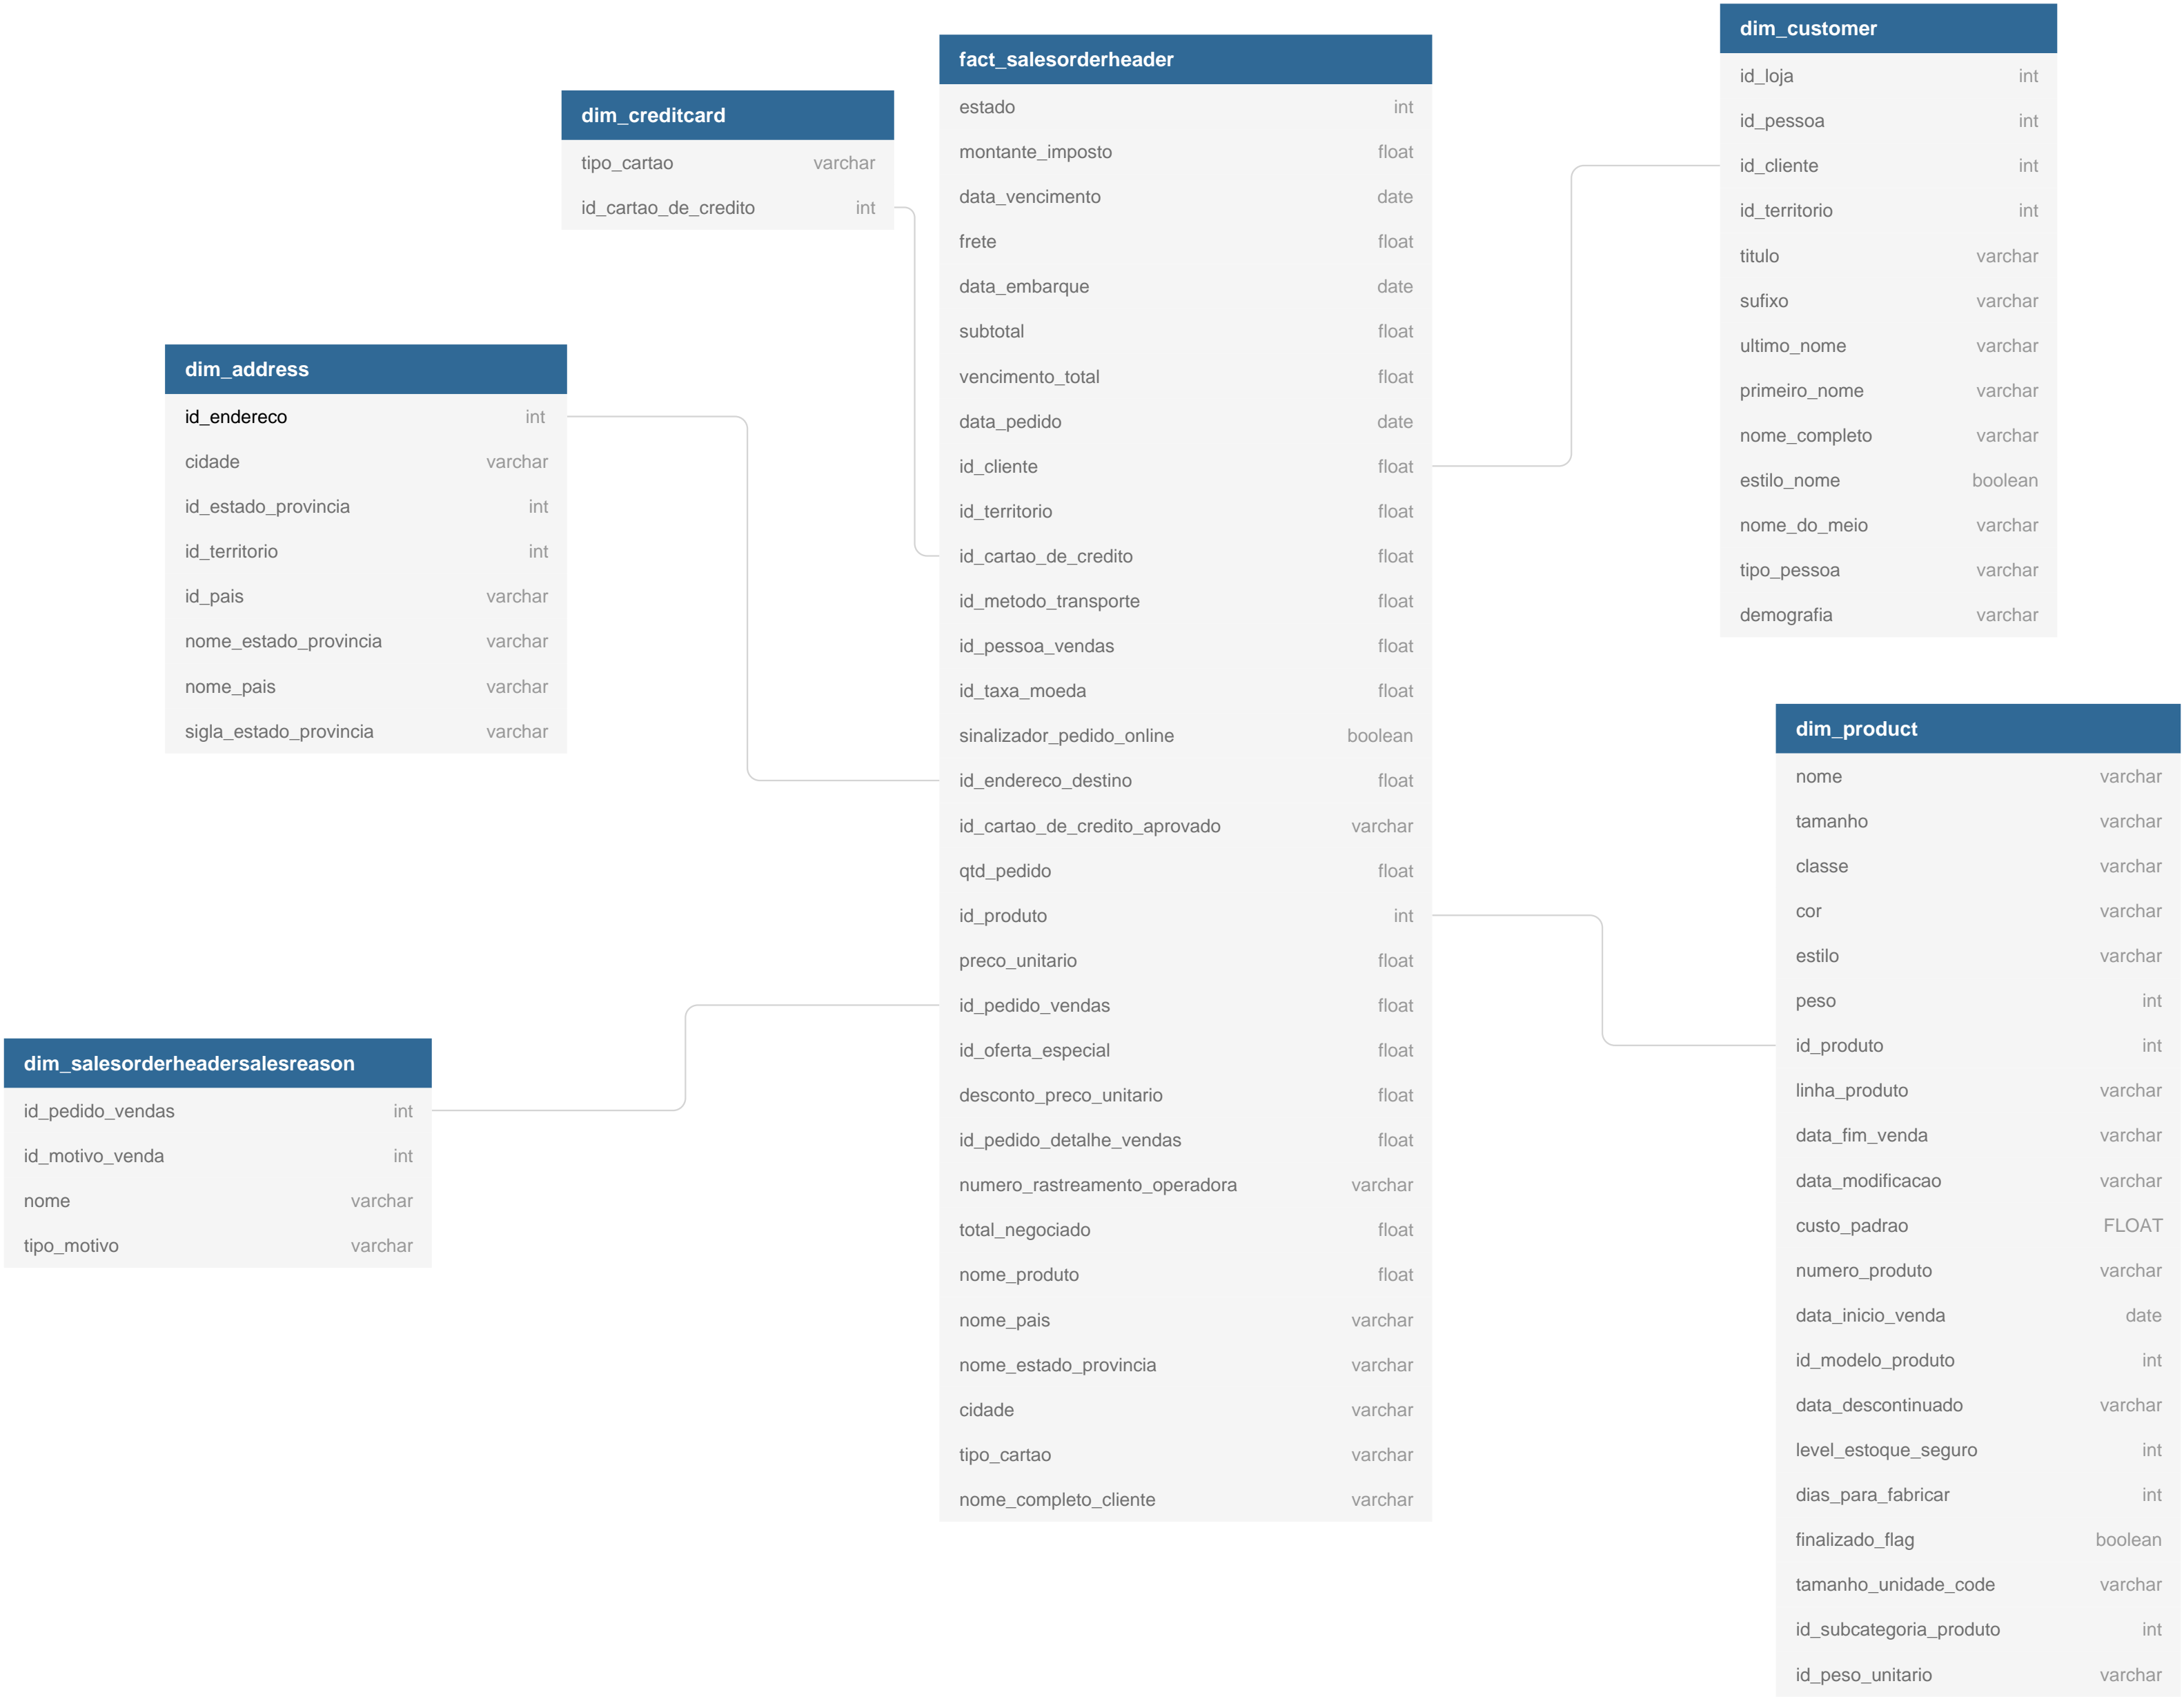 dim_creditcard
tipo_cartao varchar
id_cartao_de_credito int
dim_address
id_endereco int
cidade varchar
id_estado_provincia int
id_territorio int
id_pais varchar
nome_estado_provincia varchar
nome_pais varchar
sigla_estado_provincia varchar
dim_salesorderheadersalesreason
id_pedido_vendas int
id_motivo_venda int
nome varchar
tipo_motivo varchar
fact_salesorderheader
estado int
montante_imposto float
data_vencimento date
frete float
data_embarque date
subtotal float
vencimento_total float
data_pedido date
id_cliente float
id_territorio float
id_cartao_de_credito float
id_metodo_transporte float
id_pessoa_vendas float
id_taxa_moeda float
sinalizador_pedido_online boolean
id_endereco_destino float
id_cartao_de_credito_aprovado varchar
qtd_pedido float
id_produto int
preco_unitario float
id_pedido_vendas float
id_oferta_especial float
desconto_preco_unitario float
id_pedido_detalhe_vendas float
numero_rastreamento_operadora varchar
total_negociado float
nome_produto float
nome_pais varchar
nome_estado_provincia varchar
cidade varchar
tipo_cartao varchar
nome_completo_cliente varchar
dim_customer
id_loja int
id_pessoa int
id_cliente int
id_territorio int
titulo varchar
sufixo varchar
ultimo_nome varchar
primeiro_nome varchar
nome_completo varchar
estilo_nome boolean
nome_do_meio varchar
tipo_pessoa varchar
demografia varchar
dim_product
nome varchar
tamanho varchar
classe varchar
cor varchar
estilo varchar
peso int
id_produto int
linha_produto varchar
data_fim_venda varchar
data_modificacao varchar
custo_padrao FLOAT
numero_produto varchar
data_inicio_venda date
id_modelo_produto int
data_descontinuado varchar
level_estoque_seguro int
dias_para_fabricar int
finalizado_flag boolean
tamanho_unidade_code varchar
id_subcategoria_produto int
id_peso_unitario varchar